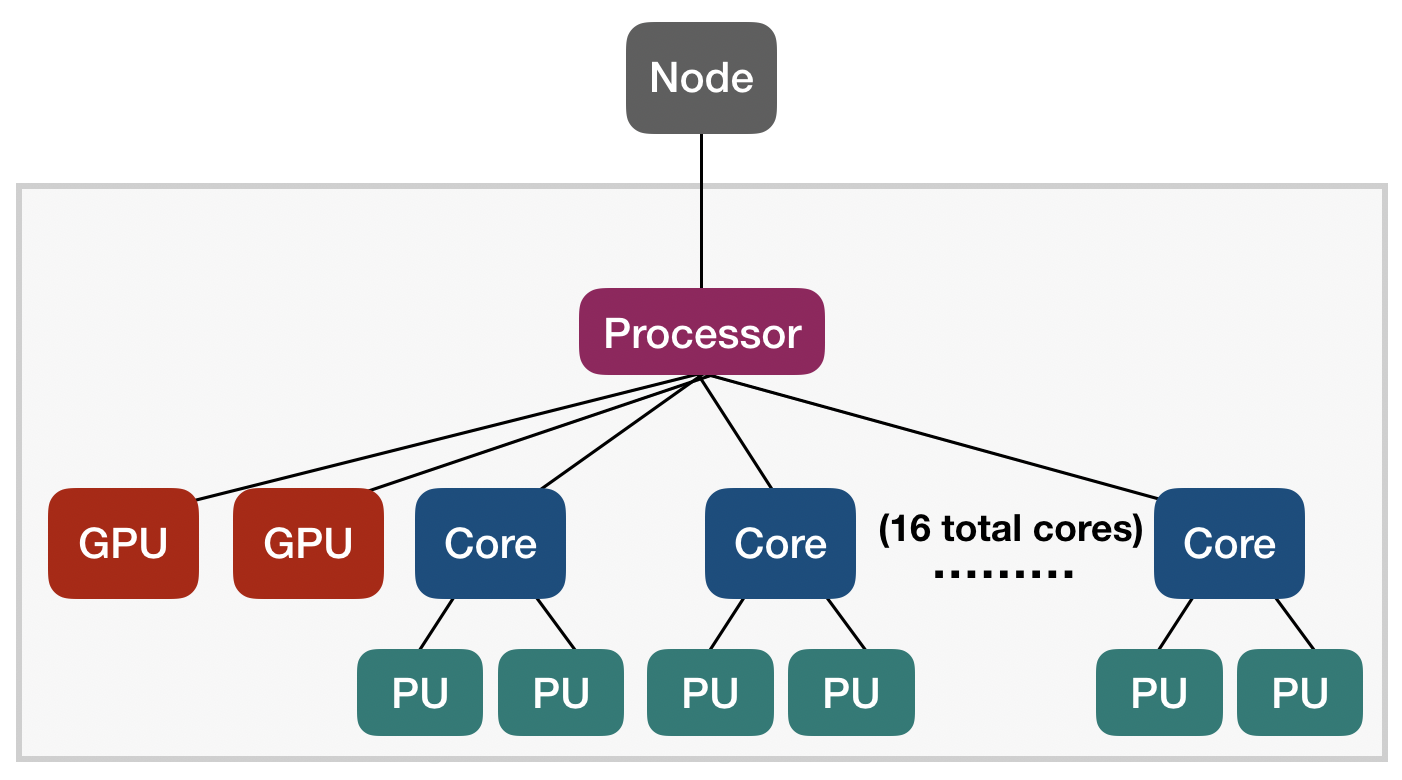 Node
Processor
GPU
GPU
Core
Core
(16 total cores)
.........
Core
PU
PU
PU
PU
PU
PU